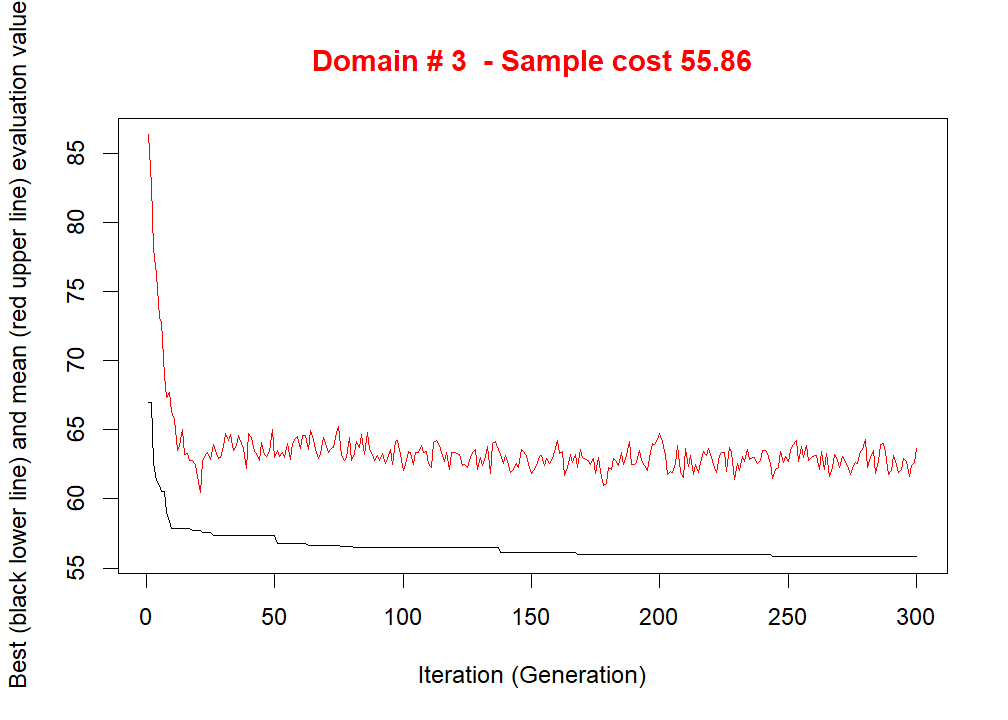 Domain # 3  - Sample cost 55.86
Best (black lower line) and mean (red upper line) evaluation value
85
80
75
70
65
60
55
0 50 100 150 200 250 300
Iteration (Generation)